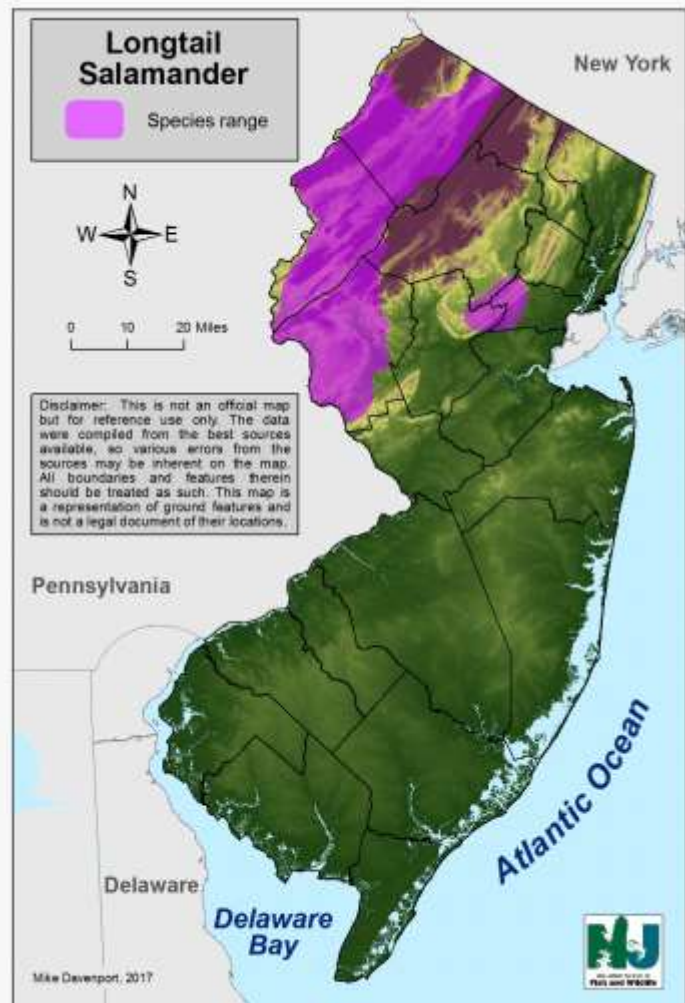 Longtail
Salamander
Species range
New York
N
W
E
S
0 10 20 Miles
Disclaimer: This is not an official map
but for reference use only. The data
were compiled from the best sources
available, so various errors from the
sources may be inherent on the map.
All boundaries and features therein
should be treated as such. This map is
a representation of ground features and
is not a legal document of their locations.
Pennsylvania
Atlantic Ocean
Delaware
Delaware
Bay
Mike Davenport, 2017
NJ
Fish and Wildlife